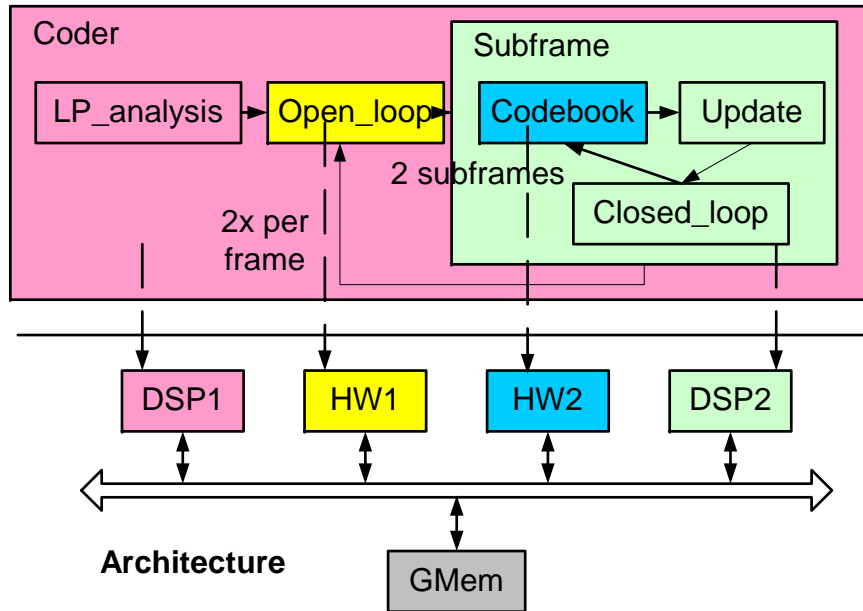 Coder
Subframe
LP_analysis
Open_loop
Codebook
Update
2 subframes
Closed_loop
2x per
frame
DSP1
HW1
HW2
DSP2
Architecture
GMem